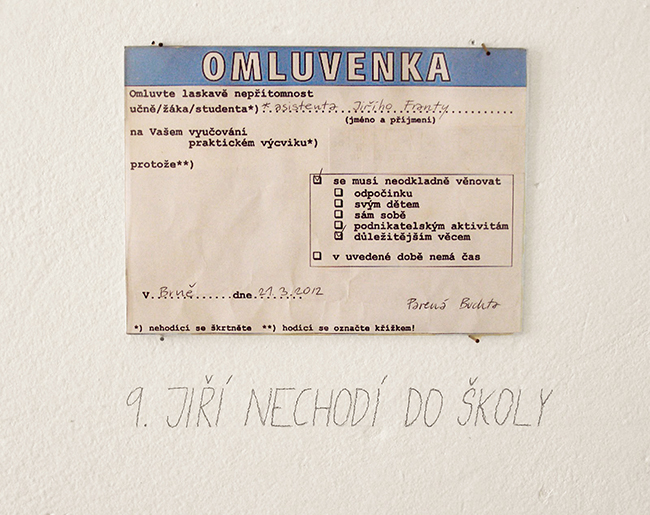 OMLUVENKA
Omluvte laskavě nepřítomnost
učně/žáka/studenta*) * asistenta Jiřího Franty
(jméno a příjmení)
na Vašem vyučování
praktickém výcviku*)
protože**)
se musí neodkladně věnovat
odpočinku
svým dětem
sám sobě
podnikatelským aktivitám
důležitějším věcem
v uvedené době nemá čas
V Brně dne 21.3.2012
Parená Buchta
*) nehodící se škrtněte **) hodící se označte křížkem!
9. JIŘÍ NECHODÍ DO ŠKOLY